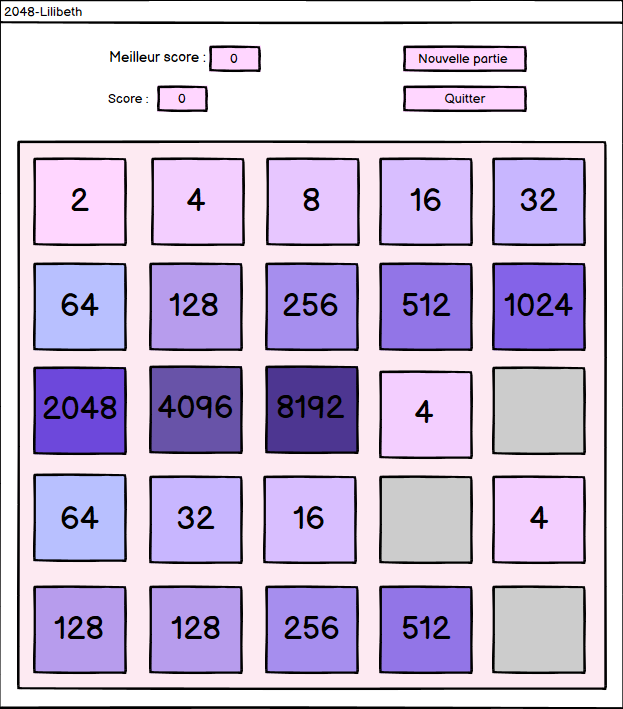 2048-Lilibeth
Meilleur score : 0 Nouvelle partie
Score : 0 Quitter
2 4 8 16 32
64 128 256 512 1024
2048 4096 8192 4
64 32 16 4
128 128 256 512